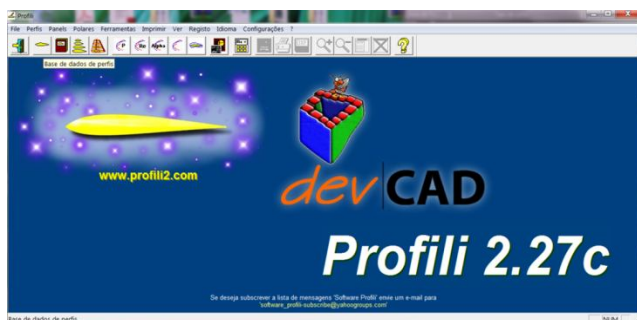 Profili
File Perfis Panels Polares Ferramentas Imprimir Ver Registo Idioma Configurações ?
Base de dados de perfis
www.profili2.com
devCAD
Profili 2.27c
Se deseja subscrever a lista de mensagens 'Software Profili' envie um e-mail para
'software_profili-subscribe@yahoogroups.com'
Base de dados de perfis